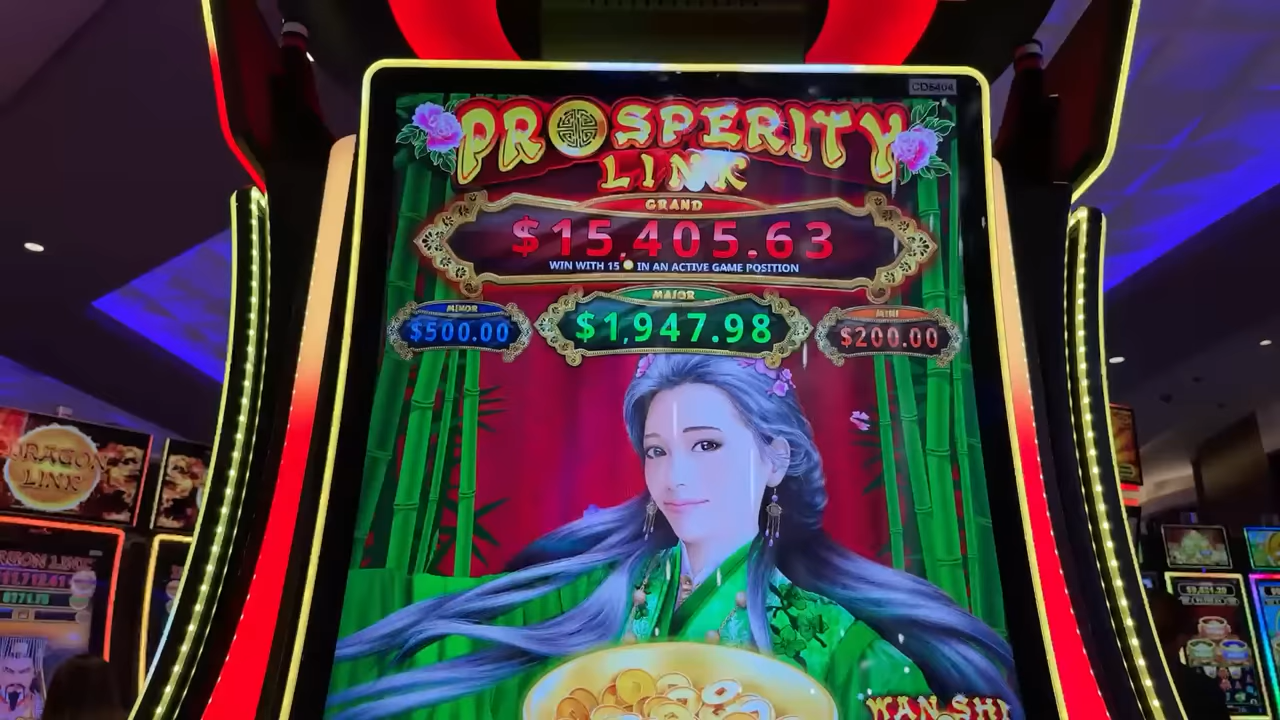 CD5404
PROSPERITY
LINK
GRAND
$15,405.63
WIN WITH 15 IN AN ACTIVE GAME POSITION
MINOR
$500.00
MAJOR
$1,947.98
MINI
$200.00
DRAGON
LINK
WAN SHI